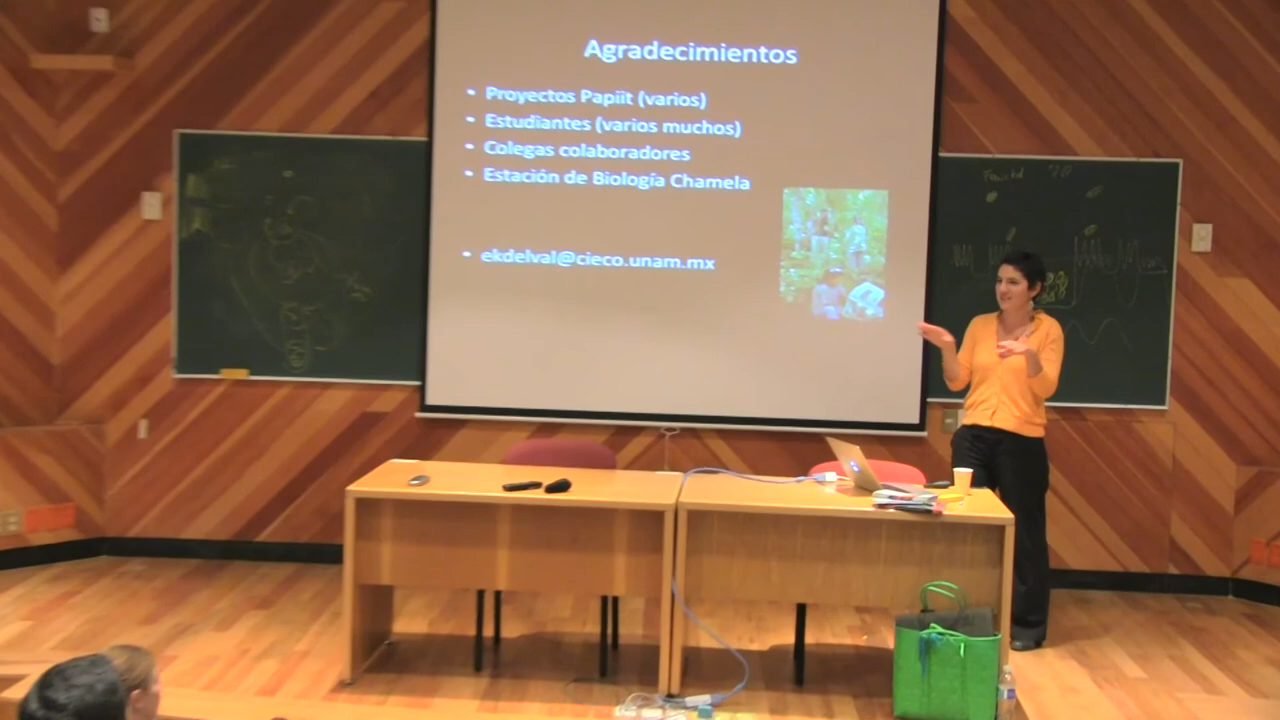 Agradecimientos
• Proyectos Papiit (varios)
• Estudiantes (varios muchos)
• Colegas colaboradores
• Estación de Biología Chamela
• ekdelval@cieco.unam.mx